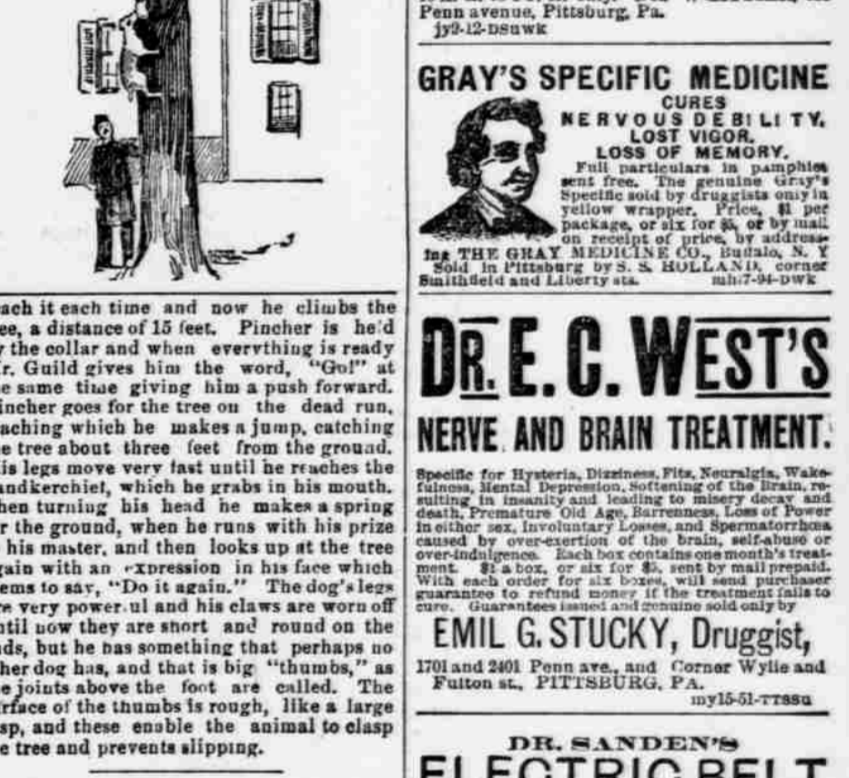 ach it each time and now he climbs the
ee, a distance of 15 feet. Pincher is he'd
y the collar and when everything is ready
r. Guild gives him the word, "Go!" at
e same time giving him a push forward.
incher goes for the tree on the dead run,
aching which he makes a jump, catching
e tree about three feet from the ground.
is legs move very fast until he reaches the
andkerchief, which he grabs in his mouth.
hen turning his head he makes a spring
r the ground, when he runs with his prize
his master, and then looks up at the tree
gain with an expression in his face which
ems to say, "Do it again." The dog's legs
e very powerful and his claws are worn off
ntil now they are short and round on the
ds, but he has something that perhaps no
her dog has, and that is big "thumbs," as
e joints above the foot are called. The
rface of the thumbs is rough, like a large
sp, and these enable the animal to clasp
e tree and prevents slipping.
Penn avenue, Pittsburg, Pa.
jy9-12-DSuWk
GRAY'S SPECIFIC MEDICINE
CURES
NERVOUS DEBILITY,
LOST VIGOR,
LOSS OF MEMORY.
Full particulars in pamphlet
sent free. The genuine Gray's
Specific sold by druggists only in
yellow wrapper. Price, $1 per
package, or six for $5, or by mail
on receipt of price, by address-
ing THE GRAY MEDICINE CO., Buffalo, N. Y
Sold in Pittsburg by S. S. HOLLAND, corner
Smithfield and Liberty sts. mh:7-94-DWk
DR. E. C. WEST'S
NERVE AND BRAIN TREATMENT.
Specific for Hysteria, Dizziness, Fits, Neuralgia, Wake-
fulness, Mental Depression, Softening of the Brain, re-
sulting in insanity and leading to misery decay and
death, Premature Old Age, Barrenness, Loss of Power
in either sex, Involuntary Losses, and Spermatorrhœa
caused by over-exertion of the brain, self-abuse or
over-indulgence. Each box contains one month's treat-
ment. $1 a box, or six for $5, sent by mail prepaid.
With each order for six boxes, will send purchaser
guarantee to refund money if the treatment fails to
cure. Guarantees issued and genuine sold only by
EMIL G. STUCKY, Druggist,
1701 and 2401 Penn ave., and Corner Wylie and
Fulton st., PITTSBURG, PA.
my15-51-TTSSu
DR. SANDEN'S
ELECTRIC BELT